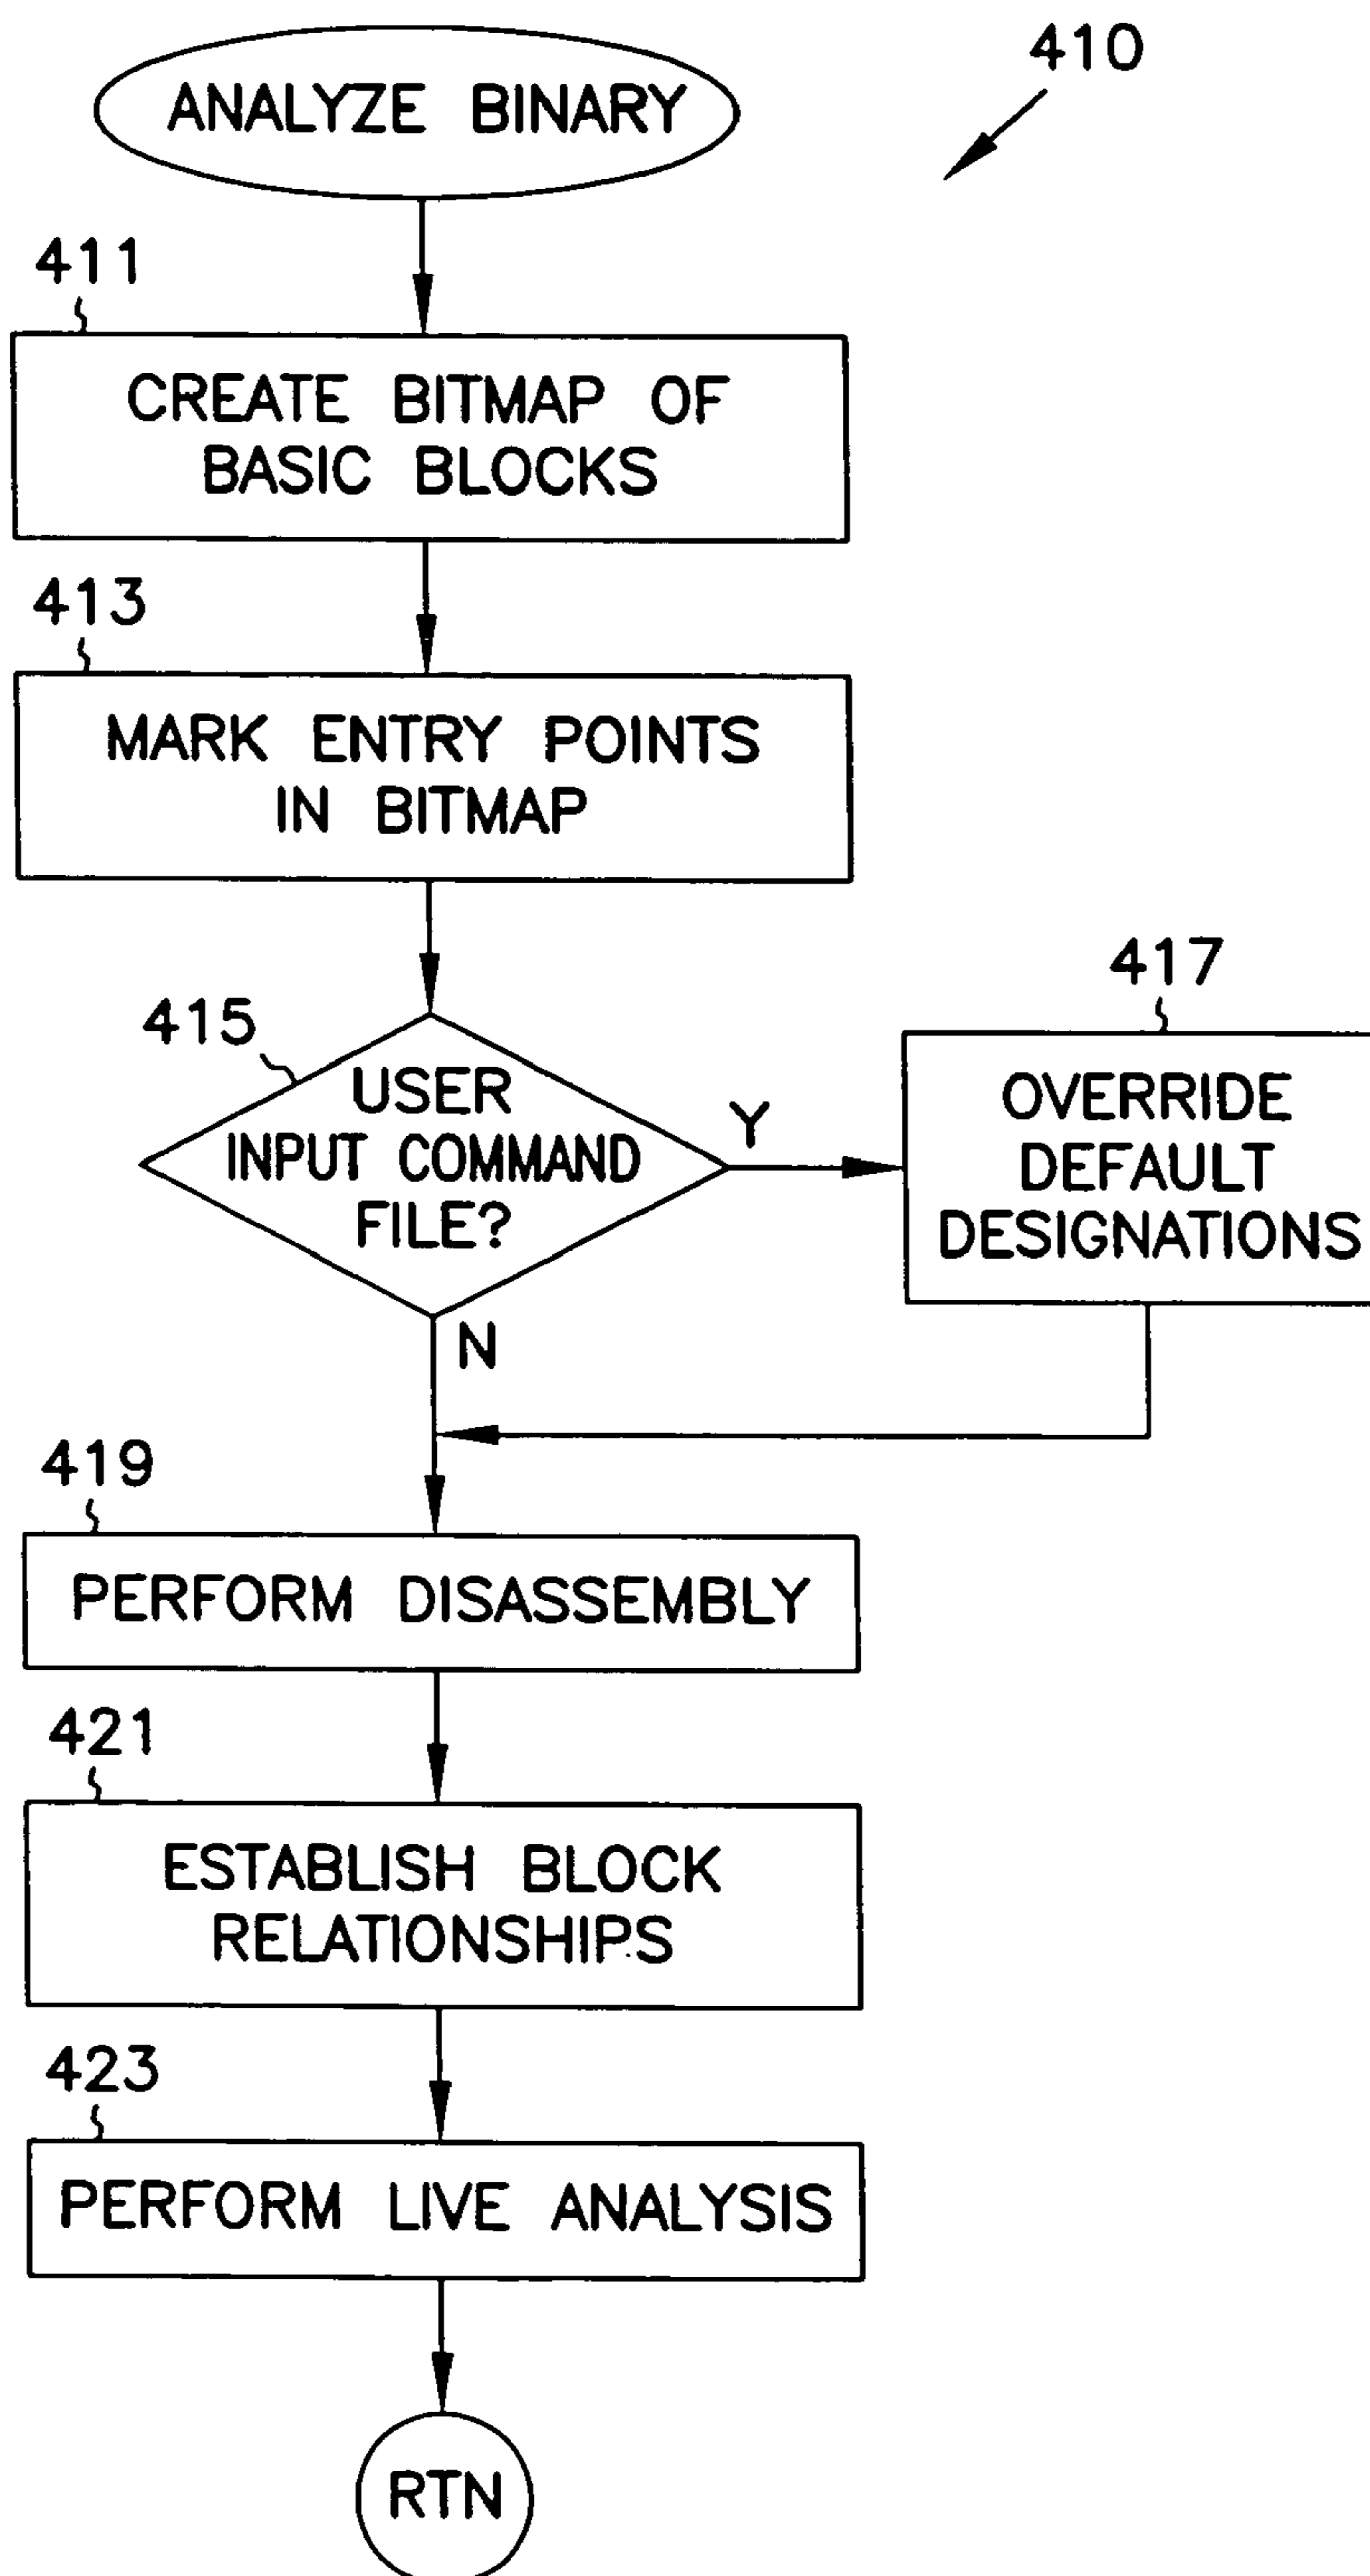 ANALYZE BINARY
410
411
CREATE BITMAP OF
BASIC BLOCKS
413
MARK ENTRY POINTS
IN BITMAP
415
USER
INPUT COMMAND
FILE?
Y
417
OVERRIDE
DEFAULT
DESIGNATIONS
N
419
PERFORM DISASSEMBLY
421
ESTABLISH BLOCK
RELATIONSHIPS
423
PERFORM LIVE ANALYSIS
RTN